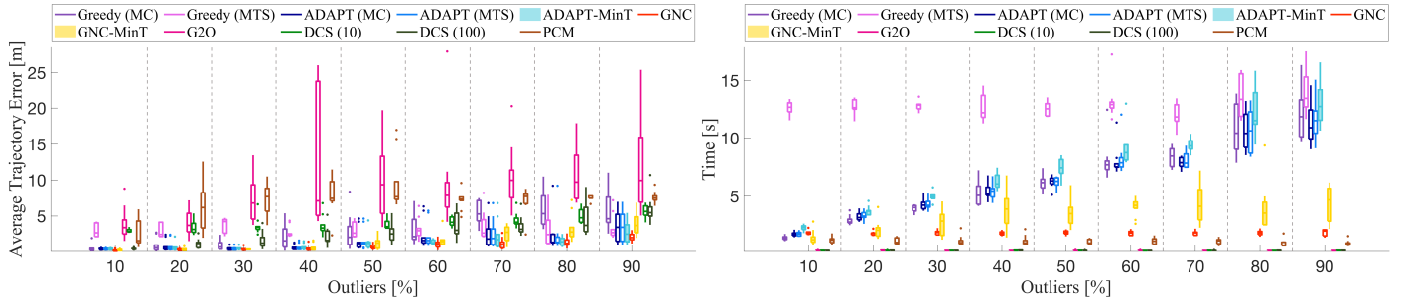 Greedy (MC) Greedy (MTS) ADAPT (MC) ADAPT (MTS) ADAPT-MinT GNC
GNC-MinT G2O DCS (10) DCS (100) PCM
Average Trajectory Error [m]
25
20
15
10
5
10 20 30 40 50 60 70 80 90
Outliers [%]
Greedy (MC) Greedy (MTS) ADAPT (MC) ADAPT (MTS) ADAPT-MinT GNC
GNC-MinT G2O DCS (10) DCS (100) PCM
Time [s]
15
10
5
10 20 30 40 50 60 70 80 90
Outliers [%]